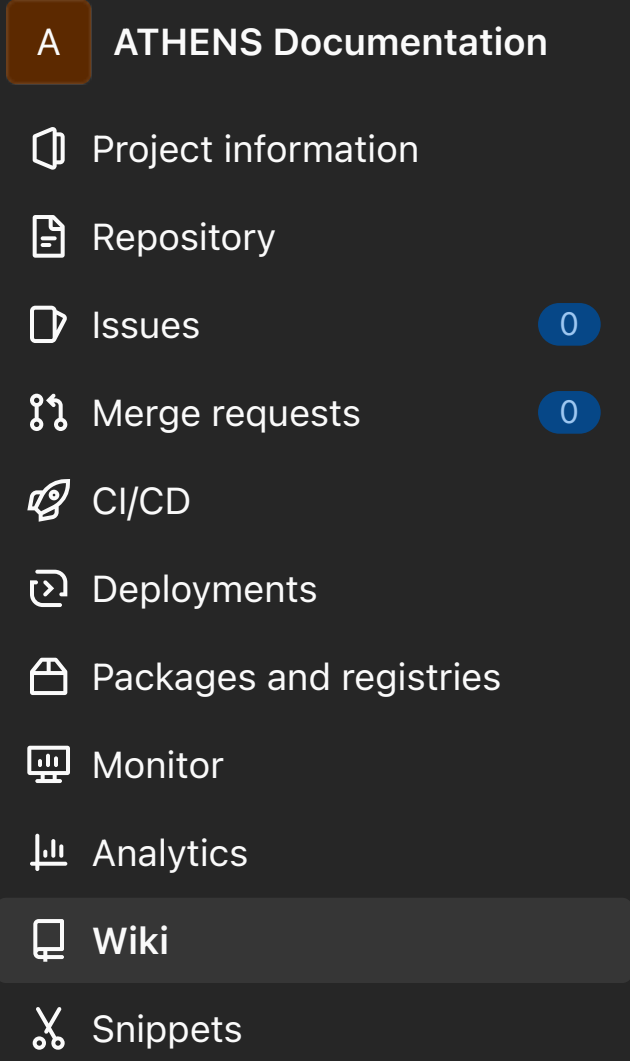 A ATHENS Documentation
Project information
Repository
Issues 0
Merge requests 0
CI/CD
Deployments
Packages and registries
Monitor
Analytics
Wiki
Snippets